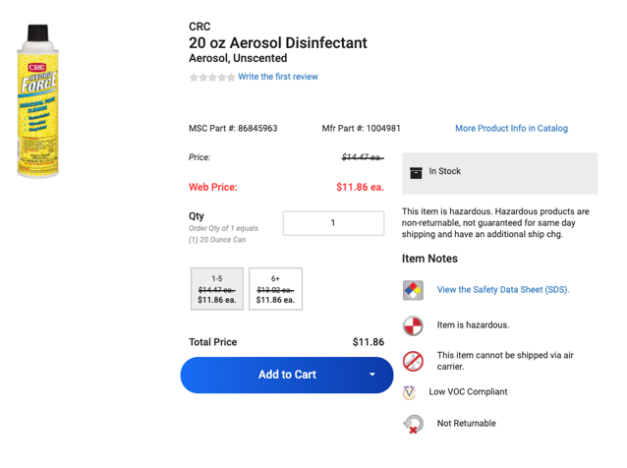 CRC
20 oz Aerosol Disinfectant
Aerosol, Unscented
Write the first review
MSC Part #: 86845963
Mfr Part #: 1004981
More Product Info in Catalog
Price:
$14.47 ea.
Web Price:
$11.86 ea.
Qty
Order Qty of 1 equals
(1) 20 Ounce Can
1
1-5
$14.47 ea.
$11.86 ea.
6+
$13.02 ea.
$11.86 ea.
Total Price
$11.86
Add to Cart
In Stock
This item is hazardous. Hazardous products are
non-returnable, not guaranteed for same day
shipping and have an additional ship chg.
Item Notes
View the Safety Data Sheet (SDS).
Item is hazardous.
This item cannot be shipped via air
carrier.
Low VOC Compliant
Not Returnable
CRC
FORCE